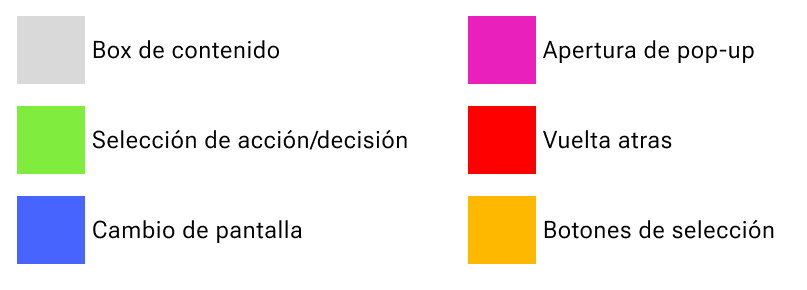 Box de contenido
Apertura de pop-up
Selección de acción/decisión
Vuelta atras
Cambio de pantalla
Botones de selección